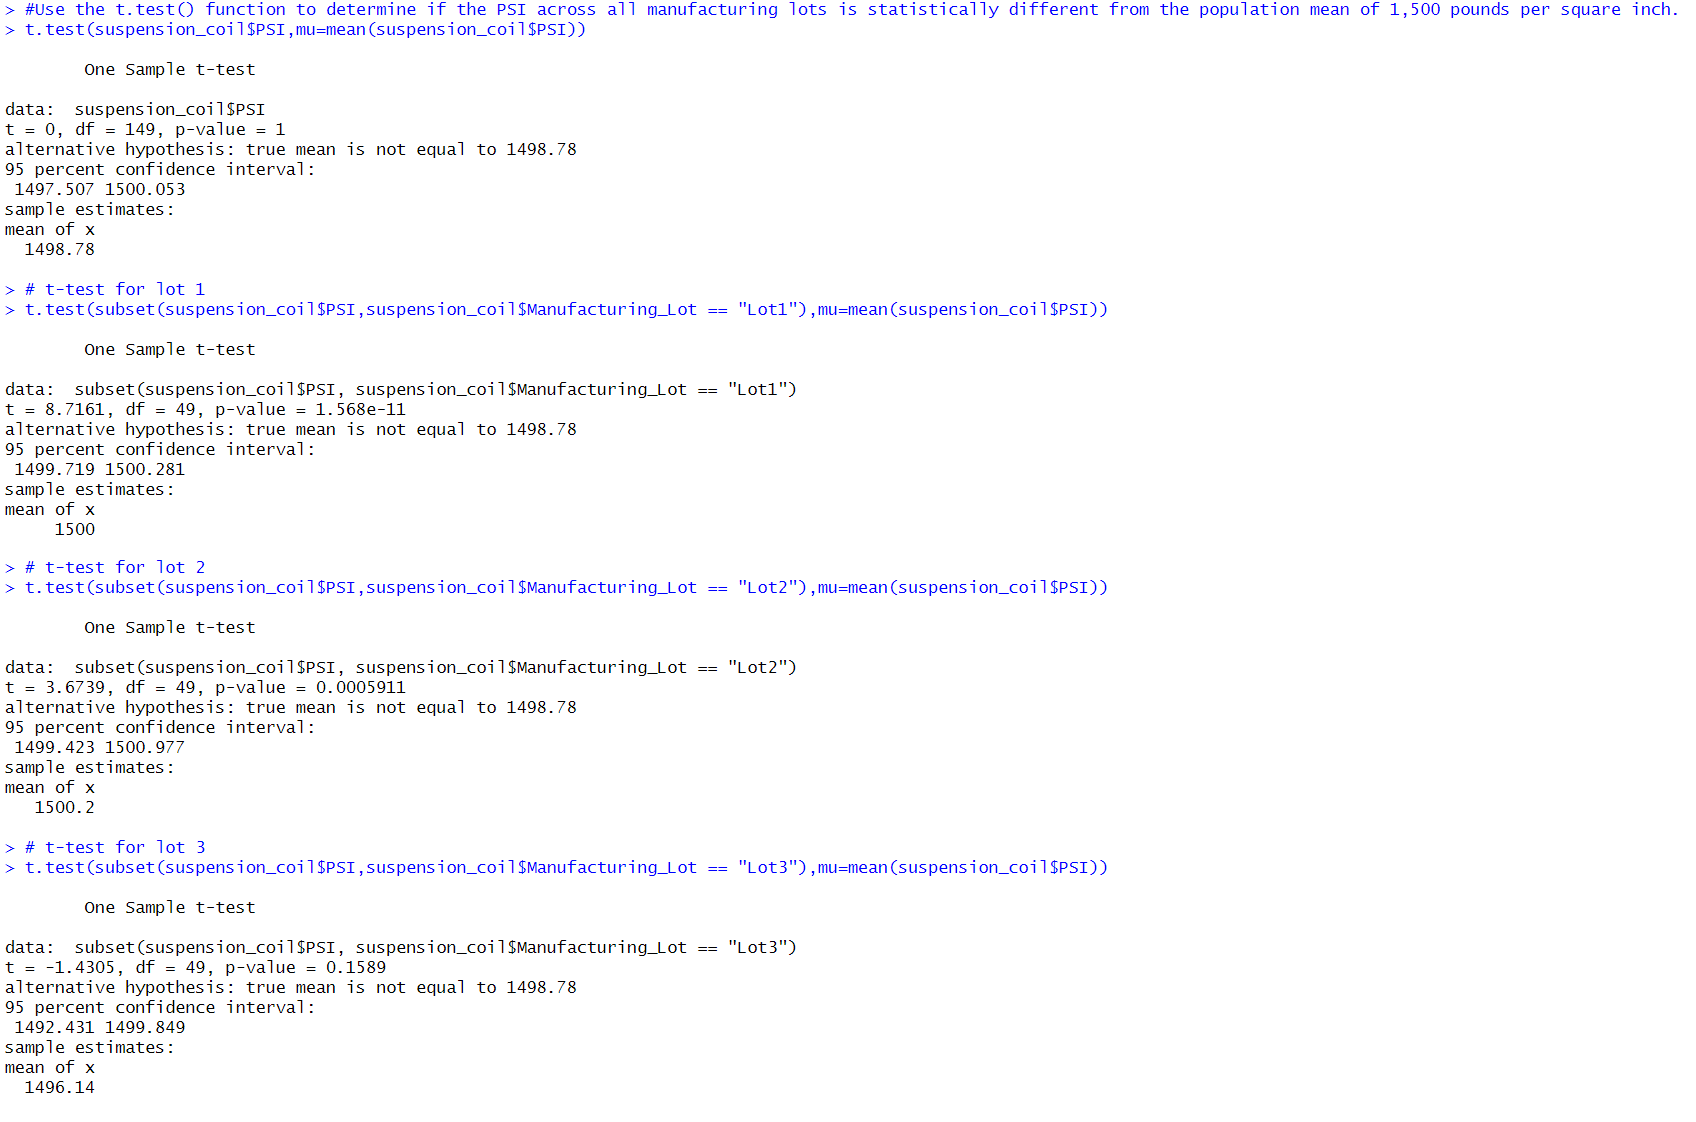 > #Use the t.test() function to determine if the PSI across all manufacturing lots is statistically different from the population mean of 1,500 pounds per square inch.
> t.test(suspension_coil$PSI,mu=mean(suspension_coil$PSI))
One Sample t-test
data:  suspension_coil$PSI
t = 0, df = 149, p-value = 1
alternative hypothesis: true mean is not equal to 1498.78
95 percent confidence interval:
1497.507 1500.053
sample estimates:
mean of x
1498.78
> # t-test for lot 1
> t.test(subset(suspension_coil$PSI,suspension_coil$Manufacturing_Lot == "Lot1"),mu=mean(suspension_coil$PSI))
One Sample t-test
data:  subset(suspension_coil$PSI, suspension_coil$Manufacturing_Lot == "Lot1")
t = 8.7161, df = 49, p-value = 1.568e-11
alternative hypothesis: true mean is not equal to 1498.78
95 percent confidence interval:
1499.719 1500.281
sample estimates:
mean of x
1500
> # t-test for lot 2
> t.test(subset(suspension_coil$PSI,suspension_coil$Manufacturing_Lot == "Lot2"),mu=mean(suspension_coil$PSI))
One Sample t-test
data:  subset(suspension_coil$PSI, suspension_coil$Manufacturing_Lot == "Lot2")
t = 3.6739, df = 49, p-value = 0.0005911
alternative hypothesis: true mean is not equal to 1498.78
95 percent confidence interval:
1499.423 1500.977
sample estimates:
mean of x
1500.2
> # t-test for lot 3
> t.test(subset(suspension_coil$PSI,suspension_coil$Manufacturing_Lot == "Lot3"),mu=mean(suspension_coil$PSI))
One Sample t-test
data:  subset(suspension_coil$PSI, suspension_coil$Manufacturing_Lot == "Lot3")
t = -1.4305, df = 49, p-value = 0.1589
alternative hypothesis: true mean is not equal to 1498.78
95 percent confidence interval:
1492.431 1499.849
sample estimates:
mean of x
1496.14